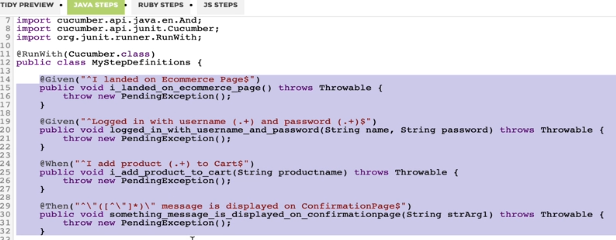 TIDY PREVIEW • JAVA STEPS • RUBY STEPS • JS STEPS
7 import cucumber.api.java.en.And;
8 import cucumber.api.junit.Cucumber;
9 import org.junit.runner.RunWith;
10
11 @RunWith(Cucumber.class)
12 public class MyStepDefinitions {
13
14 @Given("^I landed on Ecommerce Page$")
15 public void i_landed_on_ecommerce_page() throws Throwable {
16 throw new PendingException();
17 }
18
19 @Given("^Logged in with username (.+) and password (.+)$")
20 public void logged_in_with_username_and_password(String name, String password) throws Throwable {
21 throw new PendingException();
22 }
23
24 @When("^I add product (.+) to Cart$")
25 public void i_add_product_to_cart(String productname) throws Throwable {
26 throw new PendingException();
27 }
28
29 @Then("^\"([^\"]*)\" message is displayed on ConfirmationPage$")
30 public void something_message_is_displayed_on_confirmationpage(String strArg1) throws Throwable {
31 throw new PendingException();
32 }